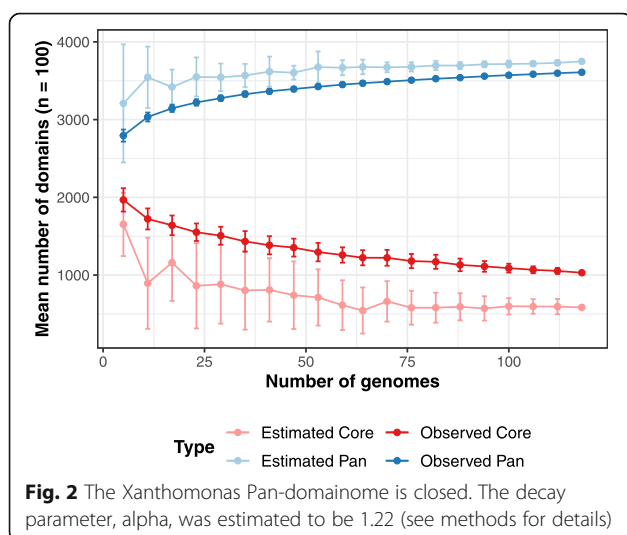 4000
3000
2000
1000
Mean number of domains (n = 100)
0 25 50 75 100
Number of genomes
Type
Estimated Core Observed Core
Estimated Pan Observed Pan
Fig. 2 The Xanthomonas Pan-domainome is closed. The decay
parameter, alpha, was estimated to be 1.22 (see methods for details)